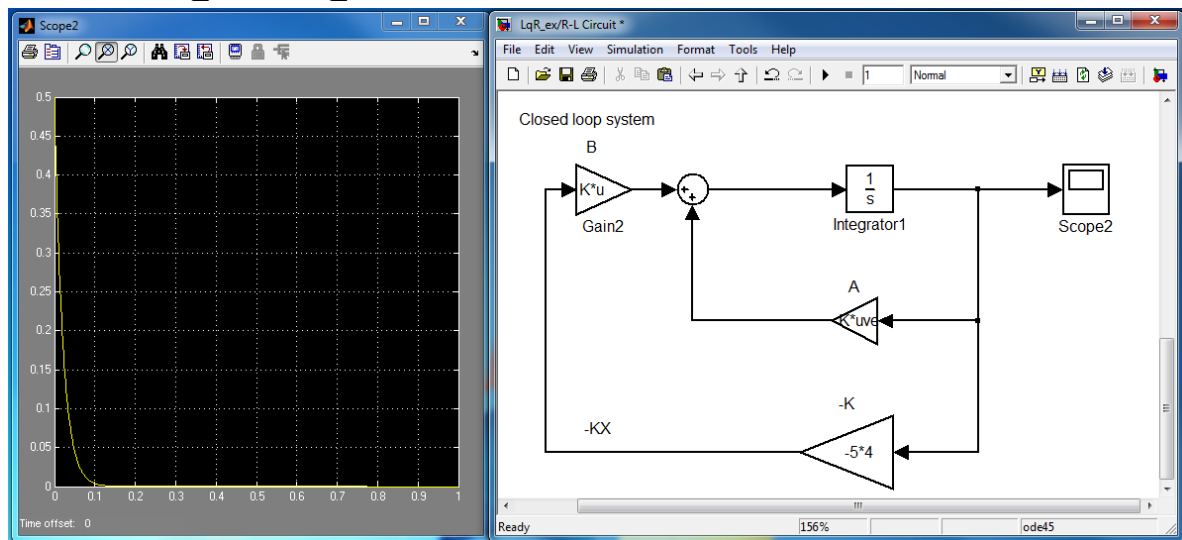 Scope2
0.5
0.45
0.4
0.35
0.3
0.25
0.2
0.15
0.1
0.05
0
0 0.1 0.2 0.3 0.4 0.5 0.6 0.7 0.8 0.9 1
Time offset: 0
LqR_ex/R-L Circuit *
File Edit View Simulation Format Tools Help
1 Normal
Closed loop system
B
K*u
Gain2
+
+
1
s
Integrator1
Scope2
A
K*uve
-K
-KX
-5*4
Ready 156% ode45